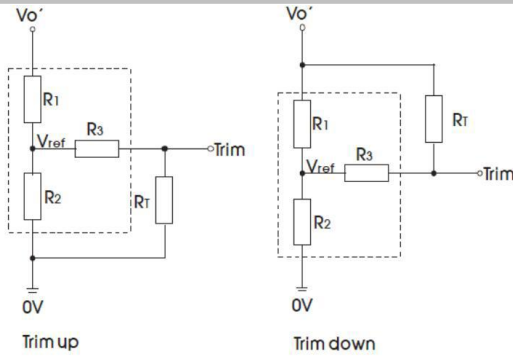 Vo´
R1
Vref
R3
Trim
R2
RT
0V
Trim up
Vo´
R1
RT
Vref
R3
Trim
R2
0V
Trim down